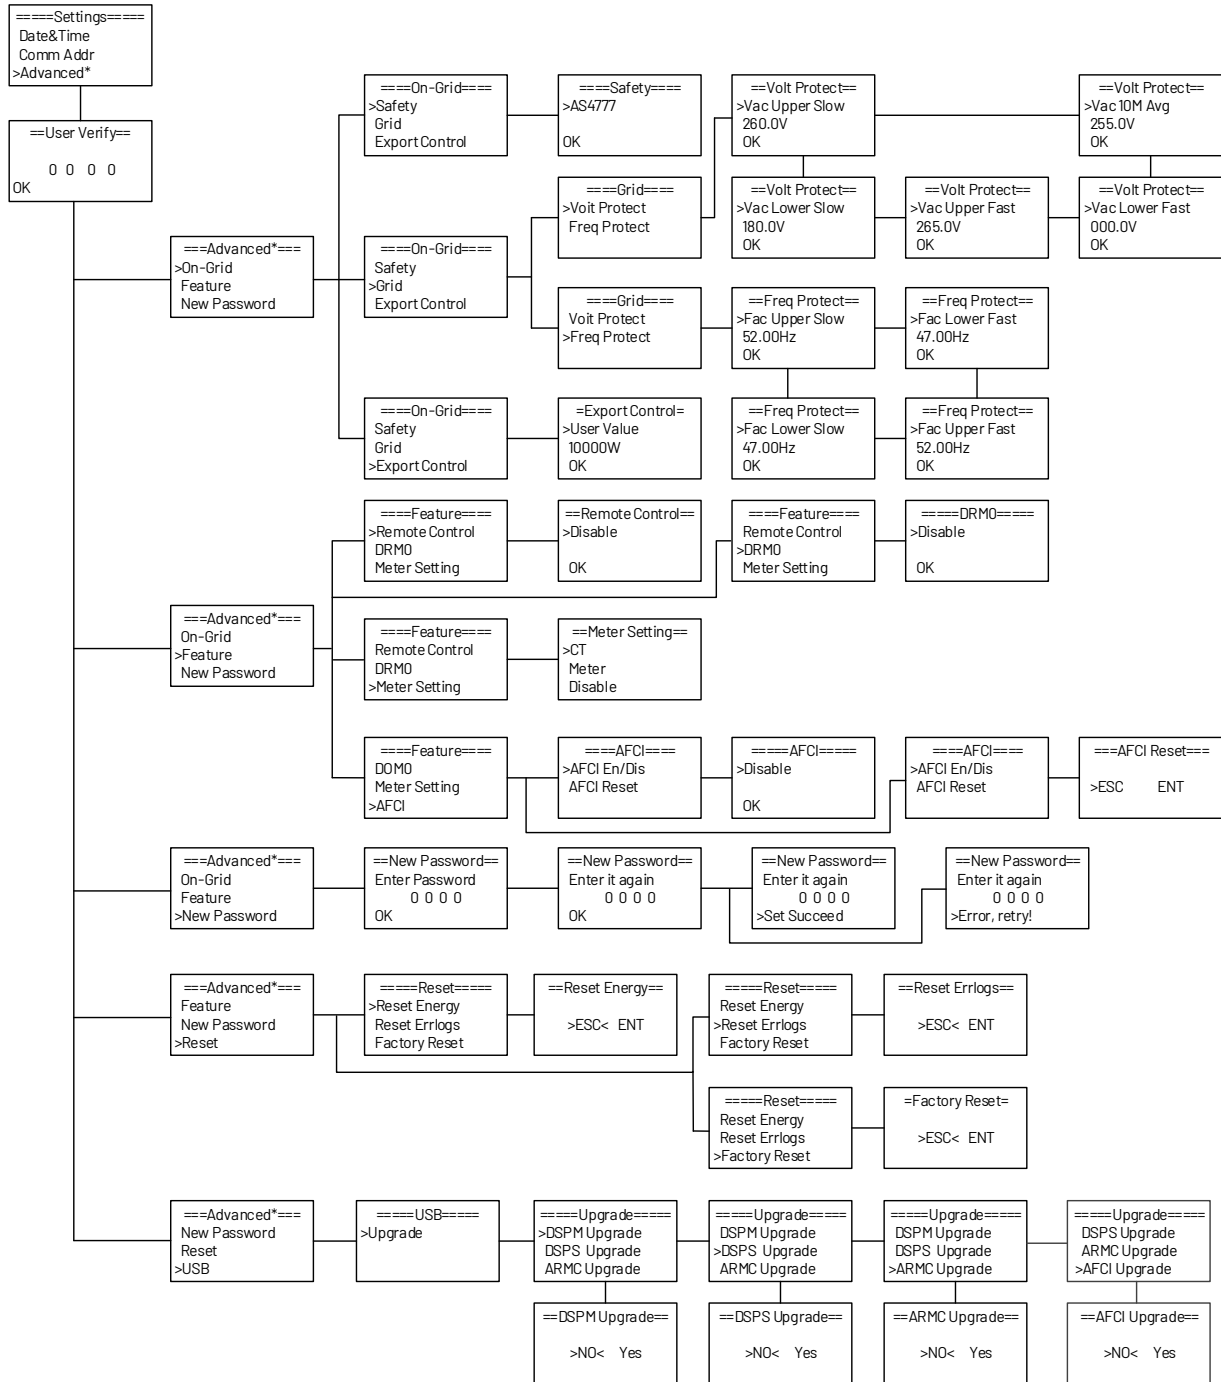 =====Settings=====
Date&Time
Comm Addr
>Advanced*
==User Verify==
0 0 0 0
OK
===Advanced*===
>On-Grid
Feature
New Password
====On-Grid====
>Safety
Grid
Export Control
====Safety====
>AS4777
OK
====On-Grid====
Safety
>Grid
Export Control
====Grid====
>Voit Protect
Freq Protect
==Volt Protect==
>Vac Upper Slow
260.0V
OK
==Volt Protect==
>Vac 10M Avg
255.0V
OK
==Volt Protect==
>Vac Lower Slow
180.0V
OK
==Volt Protect==
>Vac Upper Fast
265.0V
OK
==Volt Protect==
>Vac Lower Fast
000.0V
OK
====Grid====
Voit Protect
>Freq Protect
==Freq Protect==
>Fac Upper Slow
52.00Hz
OK
==Freq Protect==
>Fac Lower Fast
47.00Hz
OK
==Freq Protect==
>Fac Lower Slow
47.00Hz
OK
==Freq Protect==
>Fac Upper Fast
52.00Hz
OK
====On-Grid====
Safety
Grid
>Export Control
=Export Control=
>User Value
10000W
OK
===Advanced*===
On-Grid
>Feature
New Password
====Feature====
>Remote Control
DRM0
Meter Setting
==Remote Control==
>Disable
OK
====Feature====
Remote Control
>DRM0
Meter Setting
=====DRM0=====
>Disable
OK
====Feature====
Remote Control
DRM0
>Meter Setting
==Meter Setting==
>CT
Meter
Disable
====Feature====
DOM0
Meter Setting
>AFCI
====AFCI====
>AFCI En/Dis
AFCI Reset
=====AFCI=====
>Disable
OK
====AFCI====
>AFCI En/Dis
AFCI Reset
===AFCI Reset===
>ESC ENT
===Advanced*===
On-Grid
Feature
>New Password
==New Password==
Enter Password
0 0 0 0
OK
==New Password==
Enter it again
0 0 0 0
OK
==New Password==
Enter it again
0 0 0 0
>Set Succeed
==New Password==
Enter it again
0 0 0 0
>Error, retry!
===Advanced*===
Feature
New Password
>Reset
=====Reset=====
>Reset Energy
Reset Errlogs
Factory Reset
==Reset Energy==
>ESC< ENT
=====Reset=====
Reset Energy
>Reset Errlogs
Factory Reset
==Reset Errlogs==
>ESC< ENT
=====Reset=====
Reset Energy
Reset Errlogs
>Factory Reset
=Factory Reset=
>ESC< ENT
===Advanced*===
New Password
Reset
>USB
=====USB=====
>Upgrade
=====Upgrade=====
>DSPM Upgrade
DSPS Upgrade
ARMC Upgrade
=====Upgrade=====
DSPM Upgrade
>DSPS Upgrade
ARMC Upgrade
=====Upgrade=====
DSPM Upgrade
DSPS Upgrade
>ARMC Upgrade
=====Upgrade=====
DSPS Upgrade
ARMC Upgrade
>AFCI Upgrade
==DSPM Upgrade==
>NO< Yes
==DSPS Upgrade==
>NO< Yes
==ARMC Upgrade==
>NO< Yes
==AFCI Upgrade==
>NO< Yes